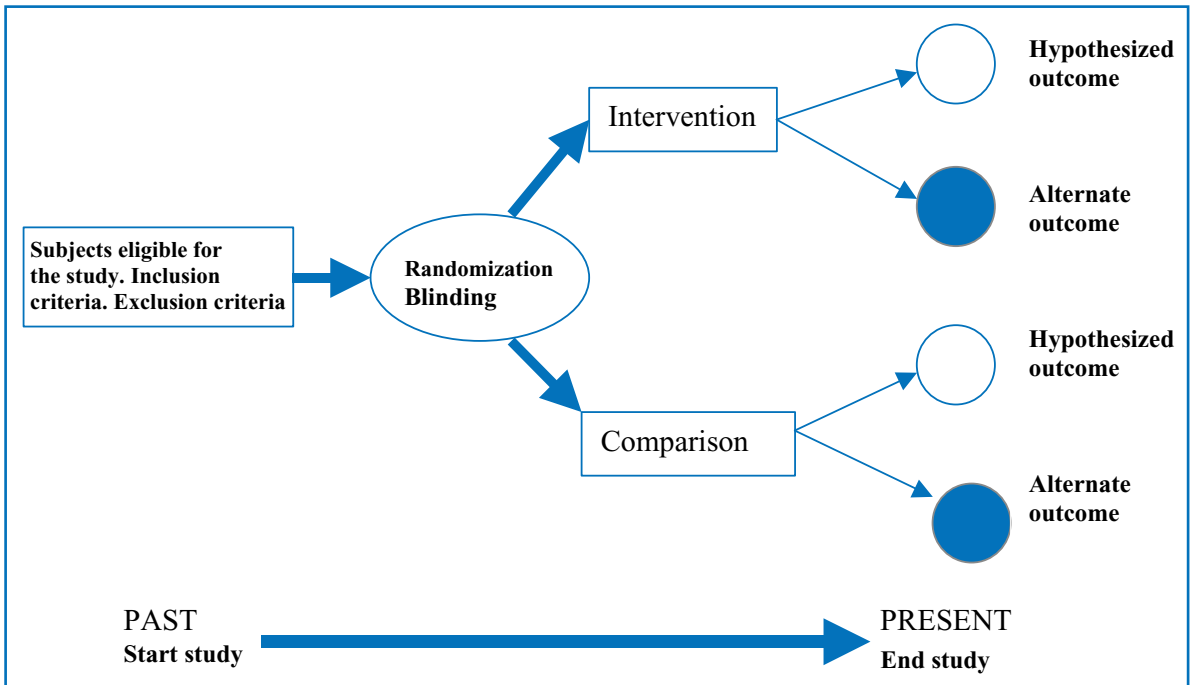 Subjects eligible for
the study. Inclusion
criteria. Exclusion criteria
Randomization
Blinding
Intervention
Hypothesized
outcome
Alternate
outcome
Comparison
Hypothesized
outcome
Alternate
outcome
PAST
Start study
PRESENT
End study